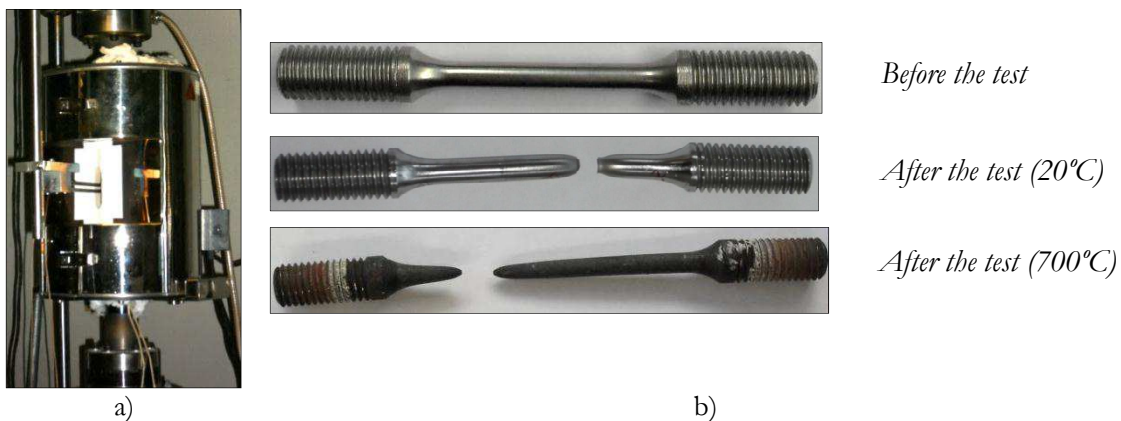 Before the test
After the test (20ºC)
After the test (700ºC)
a)
b)